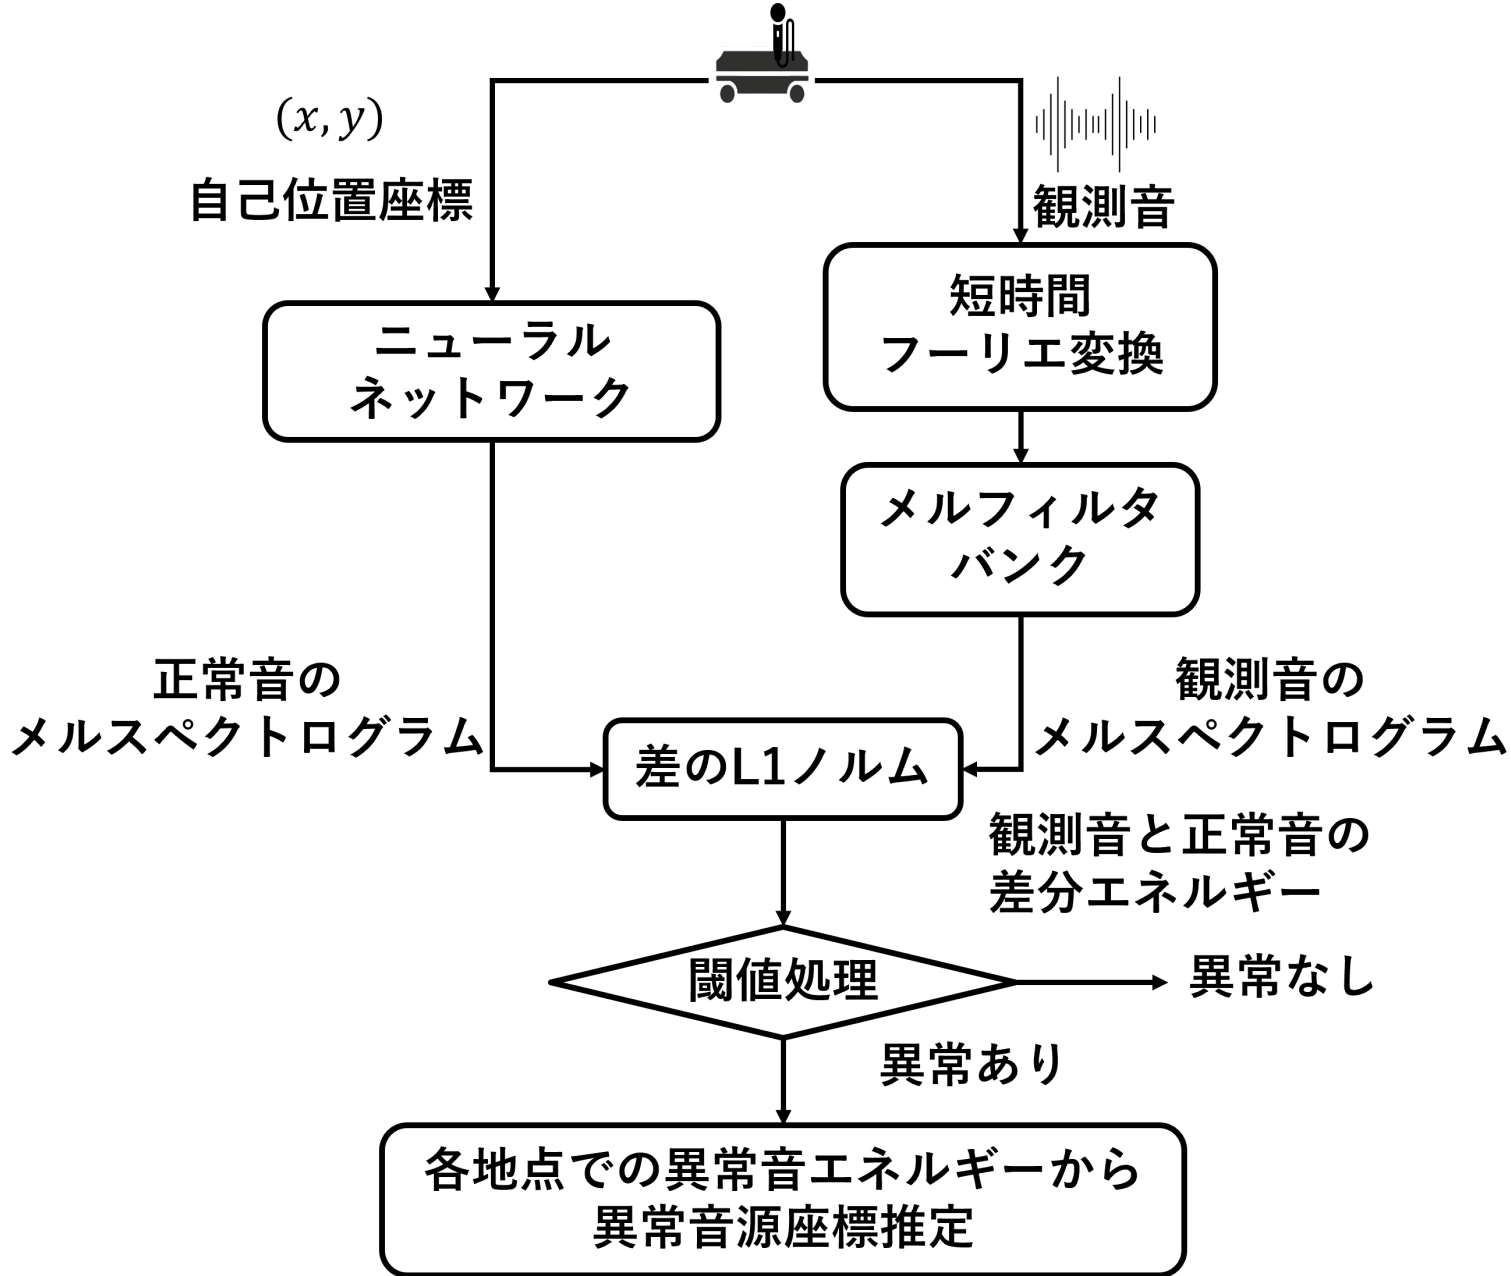 (x, y)
自己位置座標
観測音
短時間
フーリエ変換
ニューラル
ネットワーク
メルフィルタ
バンク
正常音の
メルスペクトログラム
観測音の
メルスペクトログラム
差のL1ノルム
観測音と正常音の
差分エネルギー
閾値処理
異常なし
異常あり
各地点での異常音エネルギーから
異常音源座標推定